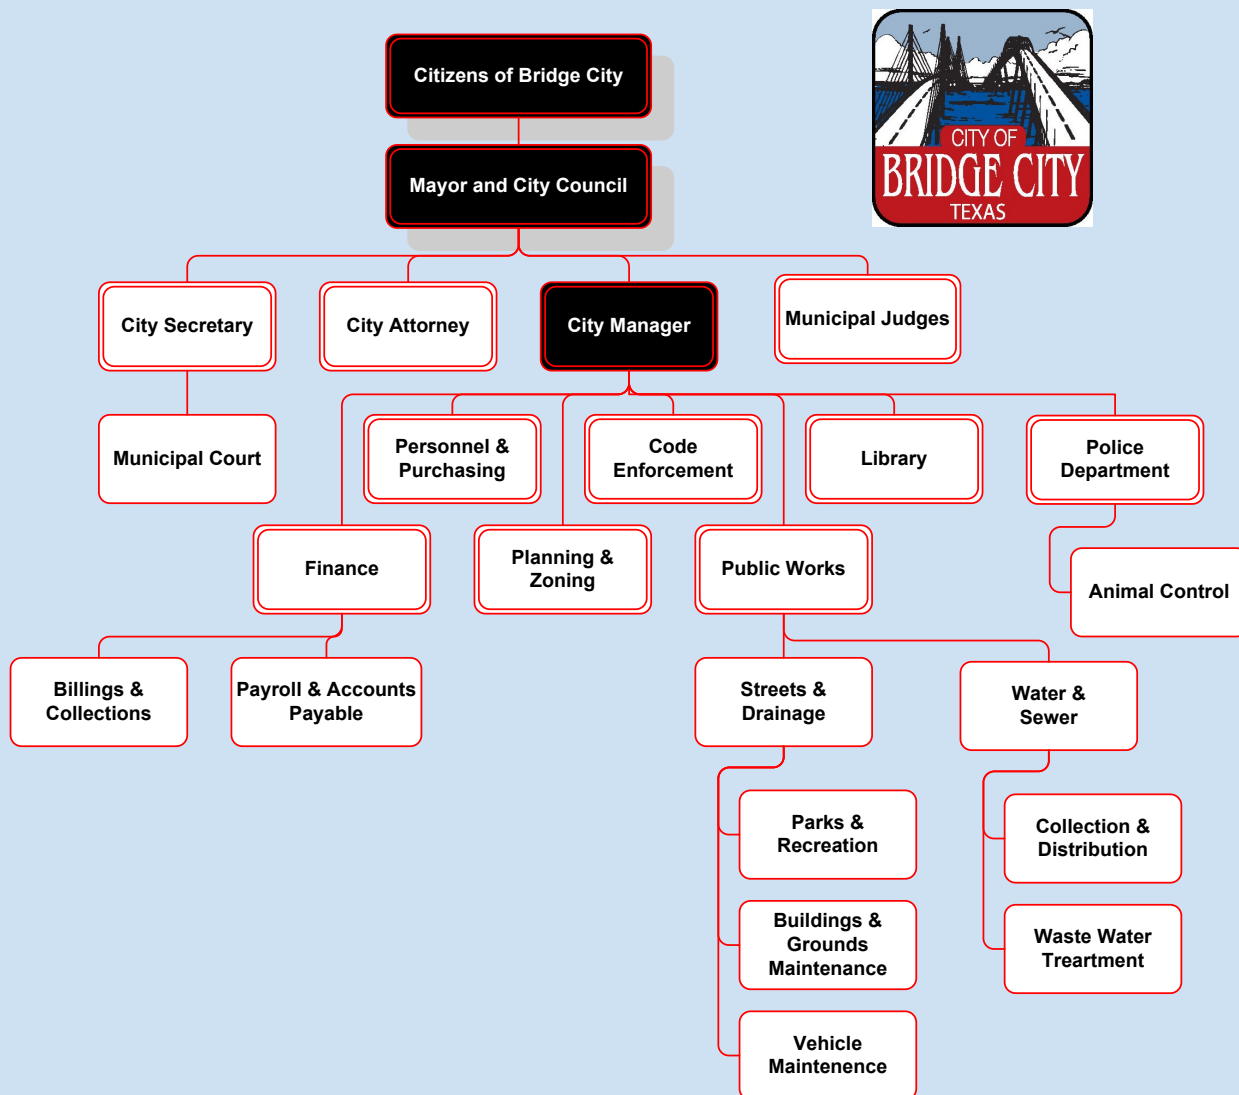 Citizens of Bridge City
CITY OF
BRIDGE CITY
TEXAS
Mayor and City Council
City Secretary
City Attorney
City Manager
Municipal Judges
Municipal Court
Personnel &
Purchasing
Code
Enforcement
Library
Police
Department
Finance
Planning &
Zoning
Public Works
Animal Control
Billings &
Collections
Payroll & Accounts
Payable
Streets &
Drainage
Water &
Sewer
Parks &
Recreation
Collection &
Distribution
Buildings &
Grounds
Maintenance
Waste Water
Treartment
Vehicle
Maintenence